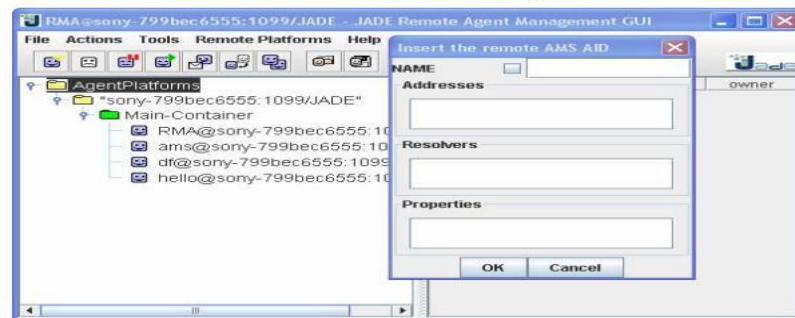 RMA@sony-799bec6555:1099/JADE - JADE Remote Agent Management GUI
File Actions Tools Remote Platforms Help
Insert the remote AMS AID
NAME
Addresses
Resolvers
Properties
OK Cancel
Jade
owner
AgentPlatforms
"sony-799bec6555:1099/JADE"
Main-Container
RMA@sony-799bec6555:10
ams@sony-799bec6555:10
df@sony-799bec6555:1099
hello@sony-799bec6555:10